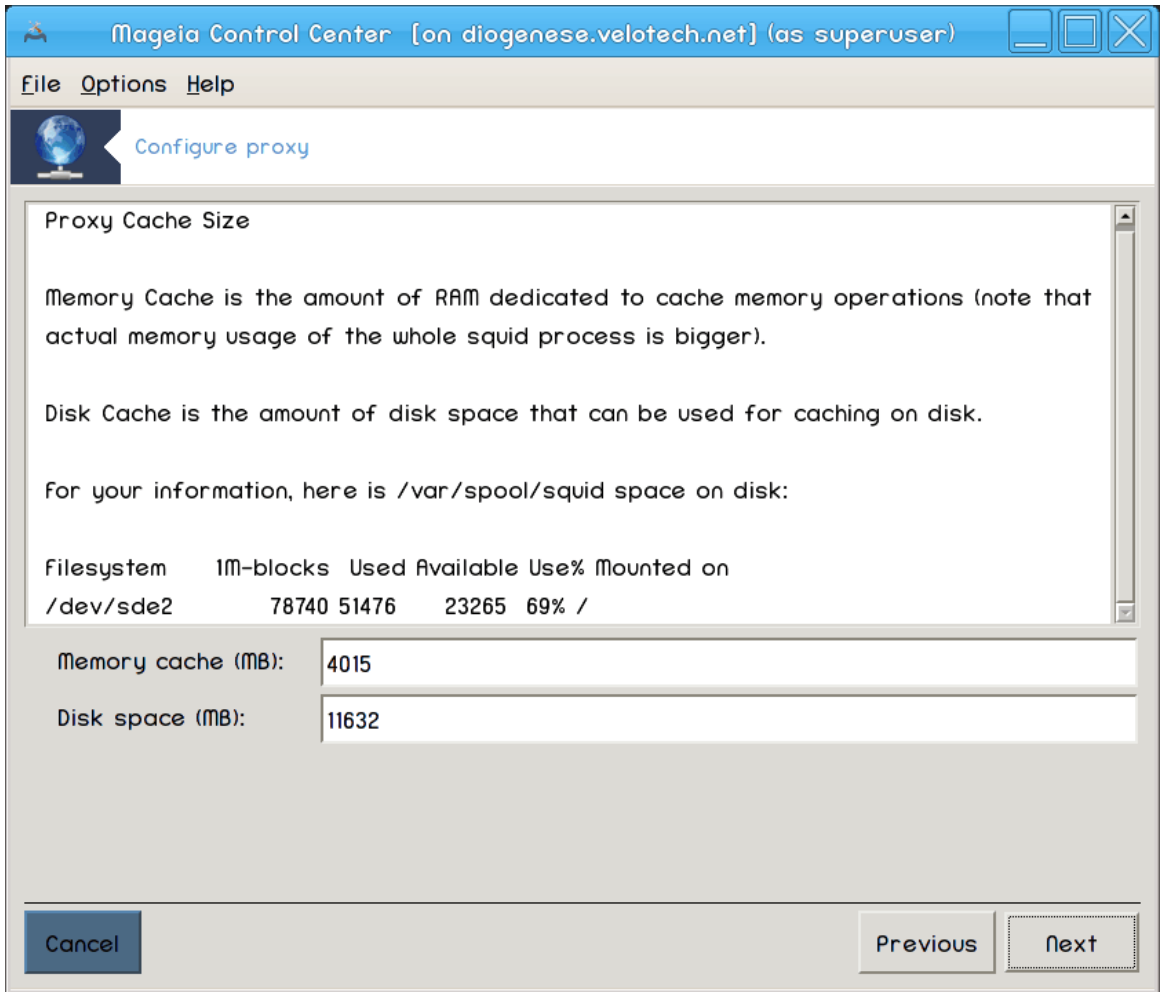 Mageia Control Center [on diogenese.velotech.net] (as superuser)
File Options Help
Configure proxy
Proxy Cache Size
Memory Cache is the amount of RAM dedicated to cache memory operations (note that
actual memory usage of the whole squid process is bigger).
Disk Cache is the amount of disk space that can be used for caching on disk.
For your information, here is /var/spool/squid space on disk:
Filesystem 1M-blocks Used Available Use% Mounted on
/dev/sde2 78740 51476 23265 69% /
Memory cache (MB): 4015
Disk space (MB): 11632
Cancel Previous Next